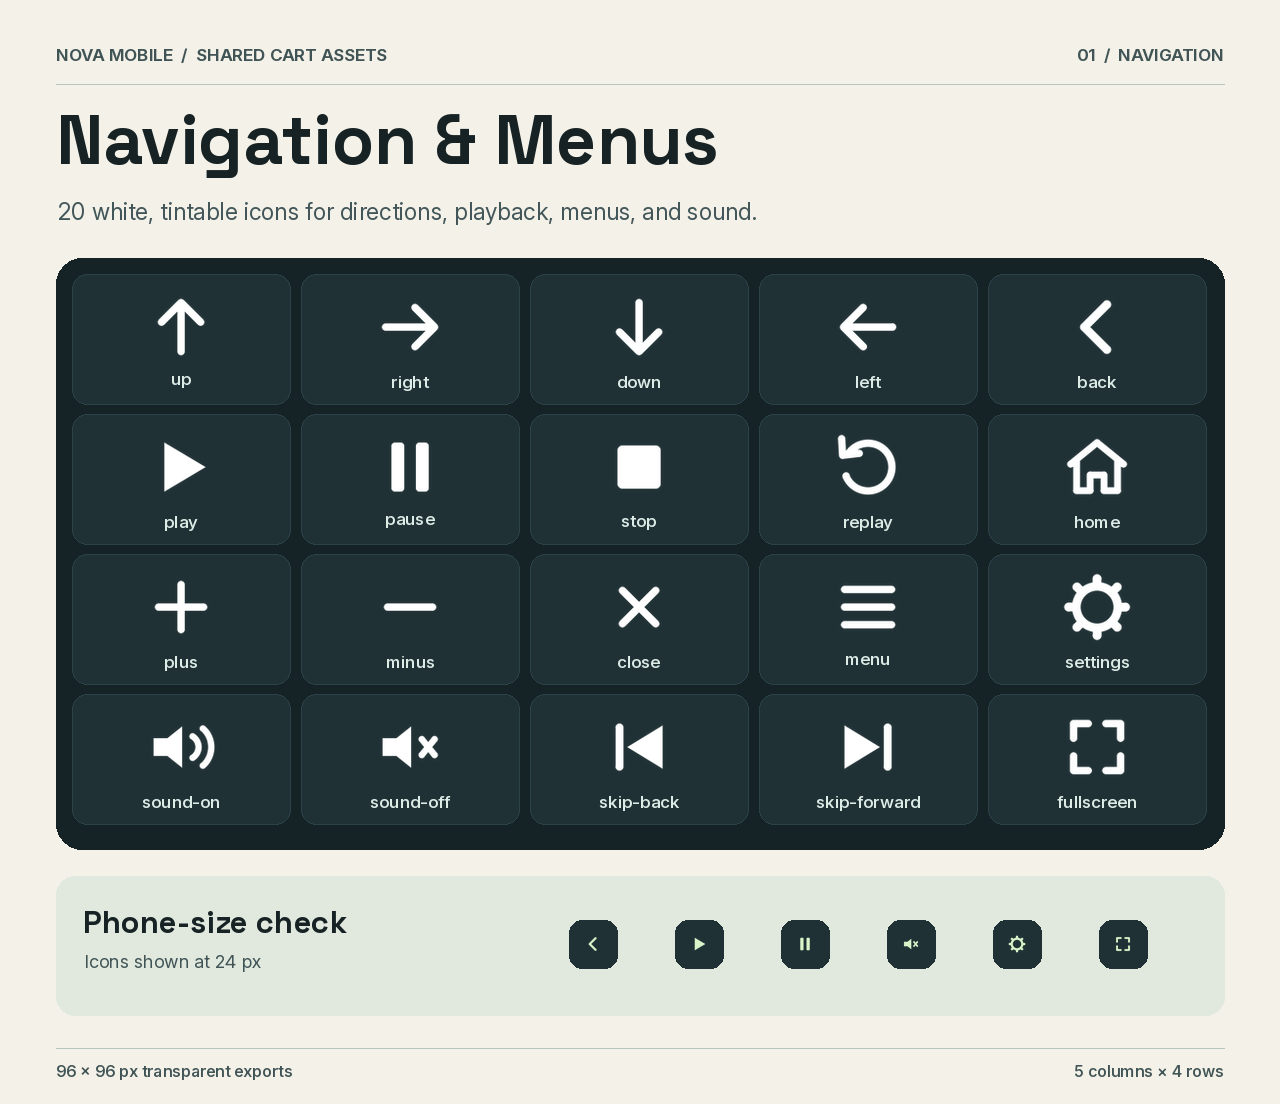 NOVA MOBILE / SHARED CART ASSETS
01 / NAVIGATION
Navigation & Menus
20 white, tintable icons for directions, playback, menus, and sound.
up
right
down
left
back
play
pause
stop
replay
home
plus
minus
close
menu
settings
sound-on
sound-off
skip-back
skip-forward
fullscreen
Phone-size check
Icons shown at 24 px
96 × 96 px transparent exports
5 columns × 4 rows